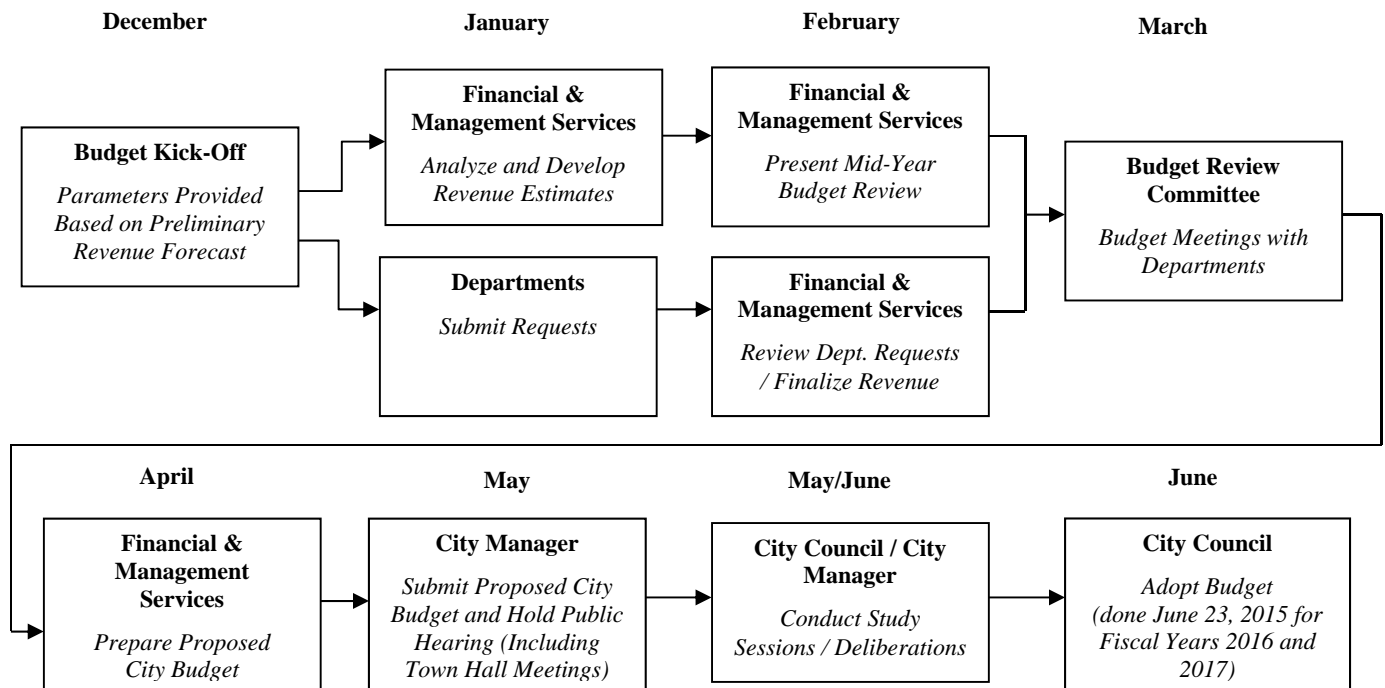 December
January
February
March
Budget Kick-Off
Parameters Provided
Based on Preliminary
Revenue Forecast
Financial &
Management Services
Analyze and Develop
Revenue Estimates
Departments
Submit Requests
Financial &
Management Services
Present Mid-Year
Budget Review
Financial &
Management Services
Review Dept. Requests
/ Finalize Revenue
Budget Review
Committee
Budget Meetings with
Departments
April
May
May/June
June
Financial &
Management
Services
Prepare Proposed
City Budget
City Manager
Submit Proposed City
Budget and Hold Public
Hearing (Including
Town Hall Meetings)
City Council / City
Manager
Conduct Study
Sessions / Deliberations
City Council
Adopt Budget
(done June 23, 2015 for
Fiscal Years 2016 and
2017)